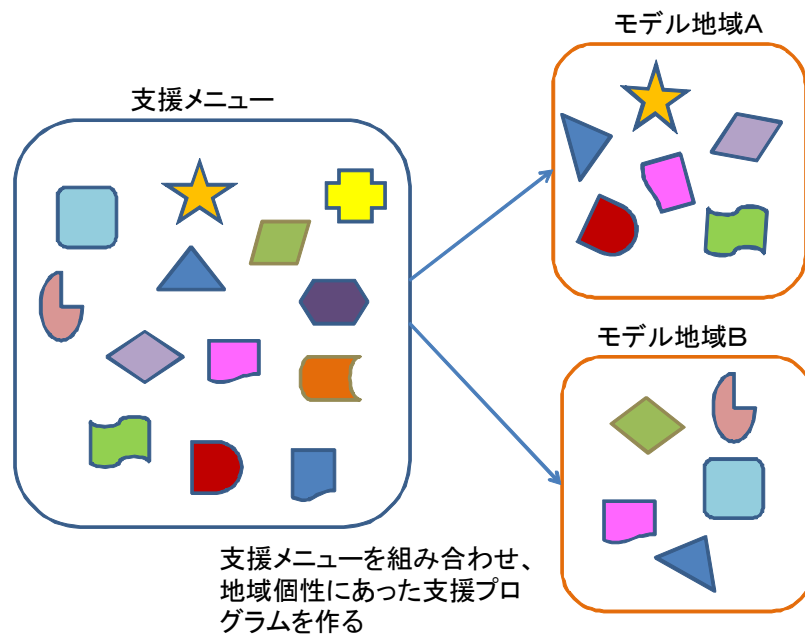 支援メニュー
モデル地域A
モデル地域B
支援メニューを組み合わせ、
地域個性にあった支援プロ
グラムを作る